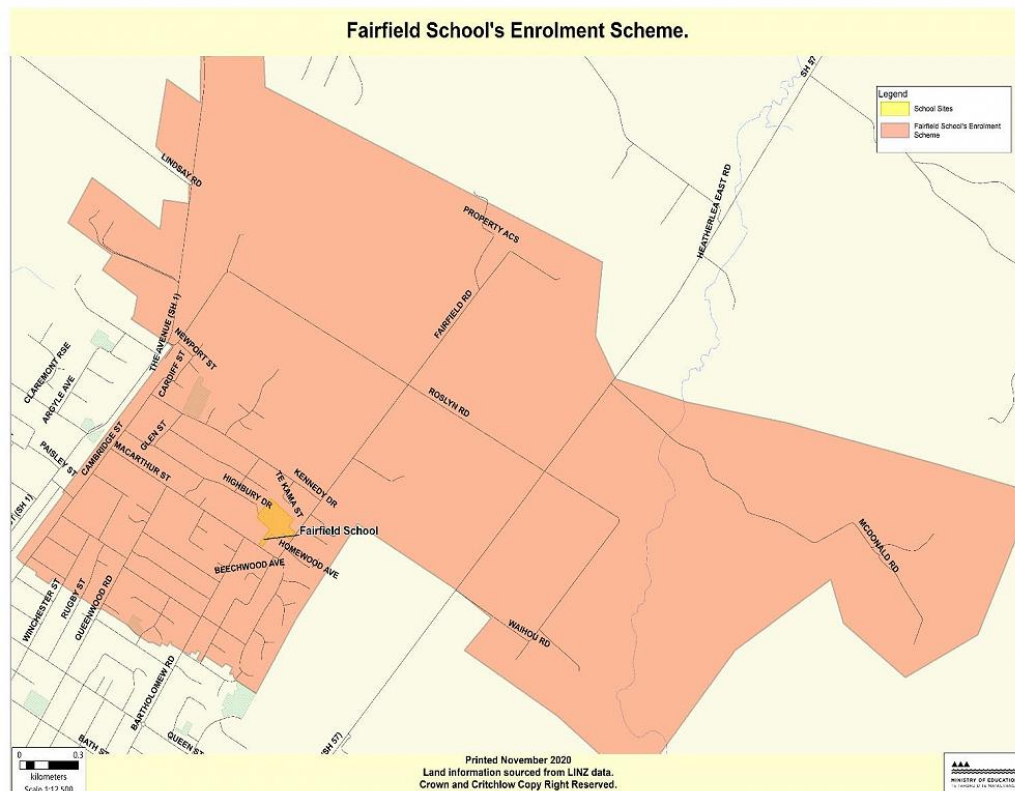 Fairfield School's Enrolment Scheme.
Legend
School Sites
Fairfield School's Enrolment
Scheme
SH 57
LINDSAY RD
HEATHERLEA EAST RD
PROPERTY ACS
THE AVENUE (SH 1)
FAIRFIELD RD
NEWPORT ST
CLAREMONT RSE
CARDIFF ST
ARGYLE AVE
ROSLYN RD
GLEN ST
CAMBRIDGE ST
PAISLEY ST
MACARTHUR ST
KENNEDY DR
TE KAMA ST
HIGHBURY DR
(SH 1)
Fairfield School
MCDONALD RD
HOMEWOOD AVE
BEECHWOOD AVE
WINCHESTER ST
RUGBY ST
QUEENWOOD RD
WAIHOU RD
BARTHOLOMEW RD
BATH ST
QUEEN ST
(SH 57)
0 0.3
kilometers
Scale 1:12,500
Printed November 2020
Land information sourced from LINZ data.
Crown and Critchlow Copy Right Reserved.
MINISTRY OF EDUCATION